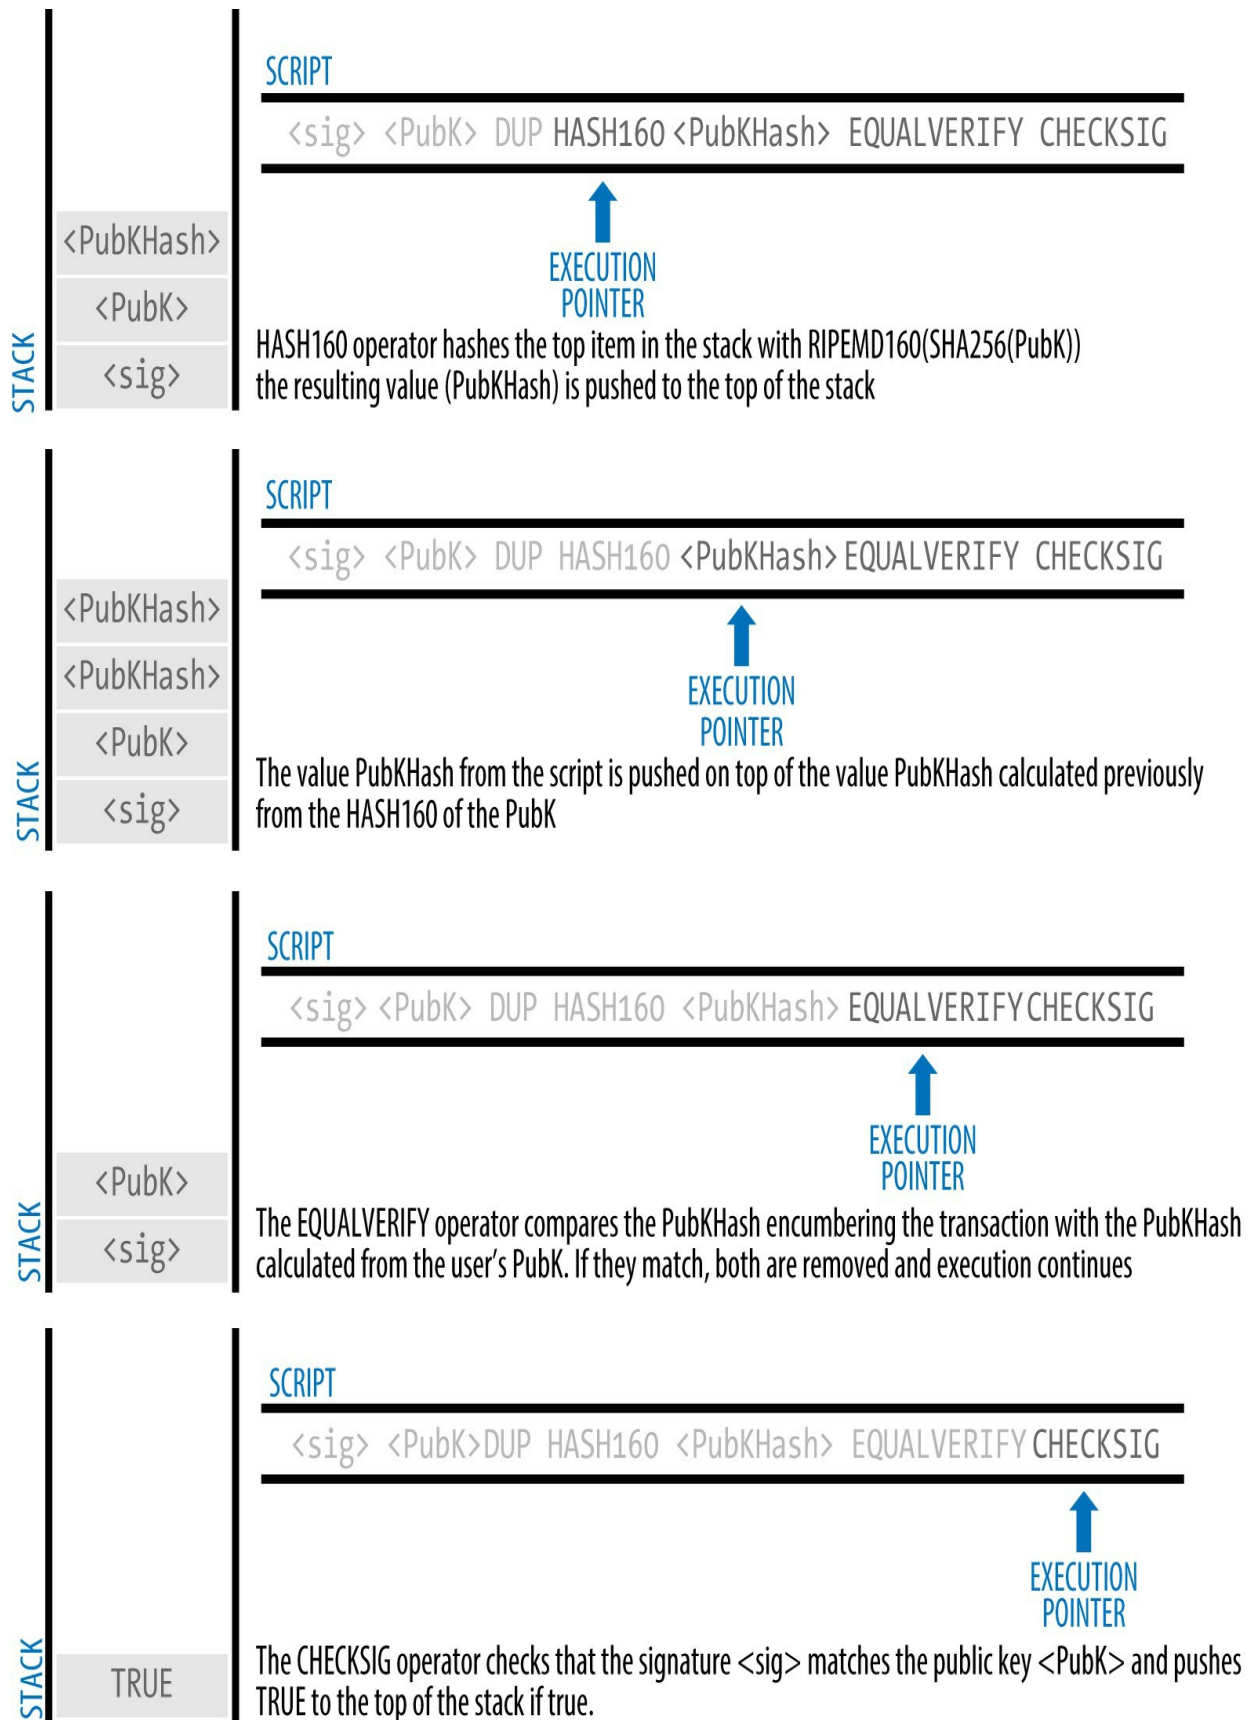 SCRIPT
<sig> <PubK> DUP HASH160 <PubKHash> EQUALVERIFY CHECKSIG
<PubKHash>
<PubK>
<sig>
STACK
EXECUTION
POINTER
HASH160 operator hashes the top item in the stack with RIPEMD160(SHA256(PubK))
the resulting value (PubKHash) is pushed to the top of the stack
SCRIPT
<sig> <PubK> DUP HASH160 <PubKHash> EQUALVERIFY CHECKSIG
<PubKHash>
<PubKHash>
<PubK>
<sig>
STACK
EXECUTION
POINTER
The value PubKHash from the script is pushed on top of the value PubKHash calculated previously
from the HASH160 of the PubK
SCRIPT
<sig> <PubK> DUP HASH160 <PubKHash> EQUALVERIFY CHECKSIG
<PubK>
<sig>
STACK
EXECUTION
POINTER
The EQUALVERIFY operator compares the PubKHash encumbering the transaction with the PubKHash
calculated from the user's PubK. If they match, both are removed and execution continues
SCRIPT
<sig> <PubK> DUP HASH160 <PubKHash> EQUALVERIFY CHECKSIG
TRUE
STACK
EXECUTION
POINTER
The CHECKSIG operator checks that the signature <sig> matches the public key <PubK> and pushes
TRUE to the top of the stack if true.